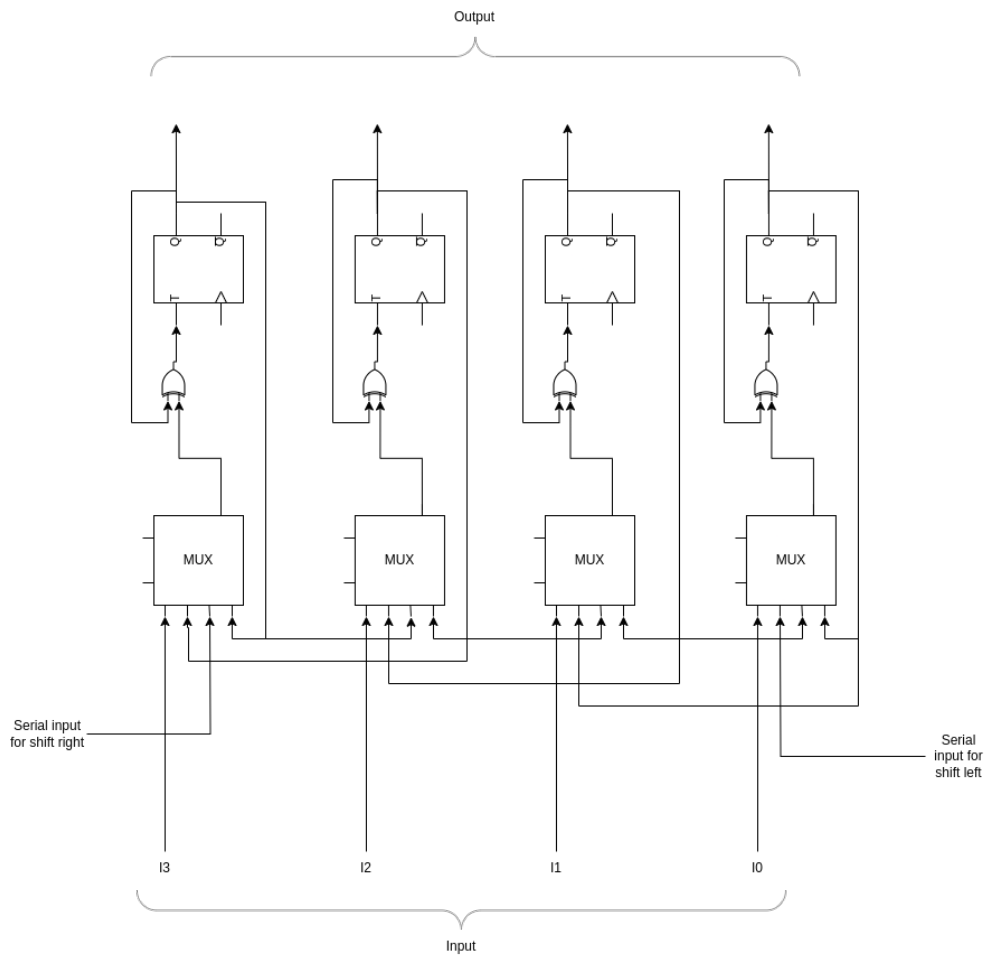 Output
Q
Q
Q
Q
Q
Q
Q
Q
T
T
T
T
MUX
MUX
MUX
MUX
Serial input
for shift right
Serial
input for
shift left
I3
I2
I1
I0
Input